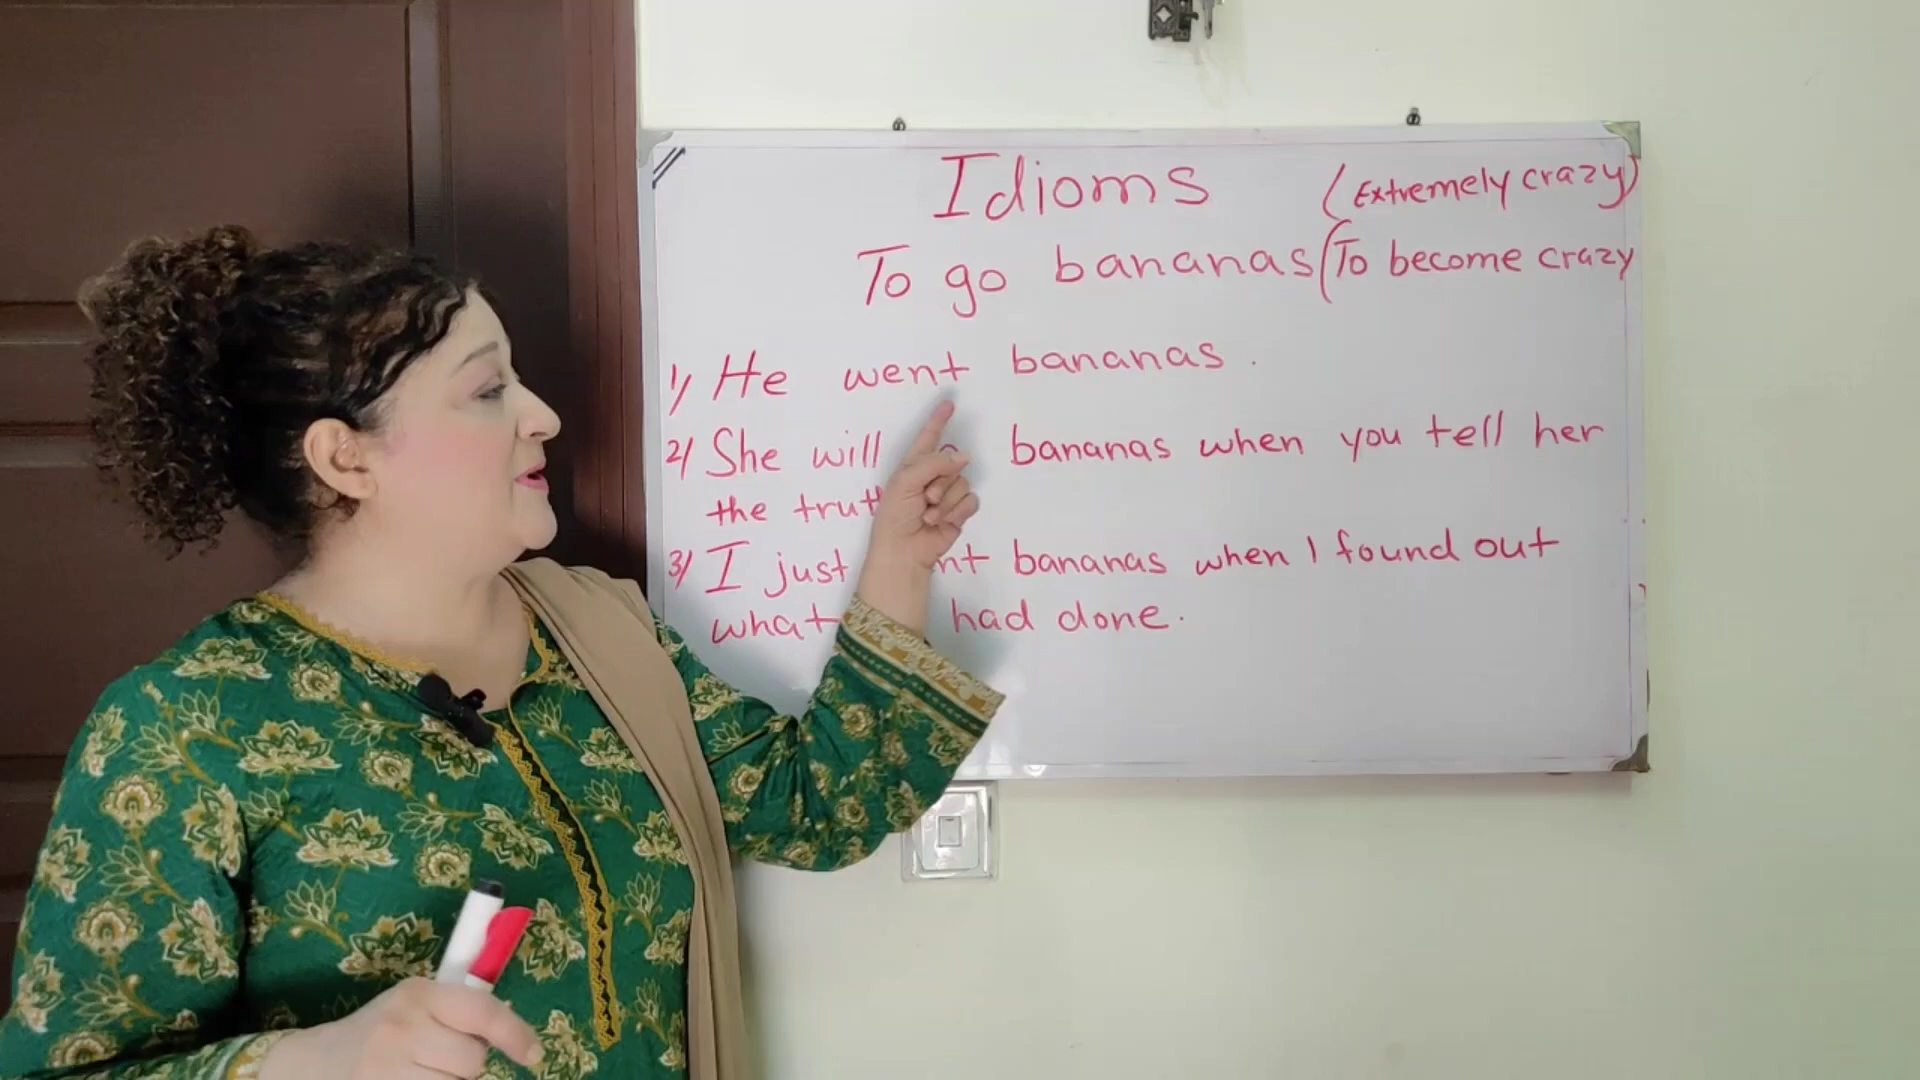 Idioms (Extremely crazy)
To go bananas (To become crazy
1) He went bananas.
2) She will bananas when you tell her
the trut
3) I just nt bananas when I found out
what had done.